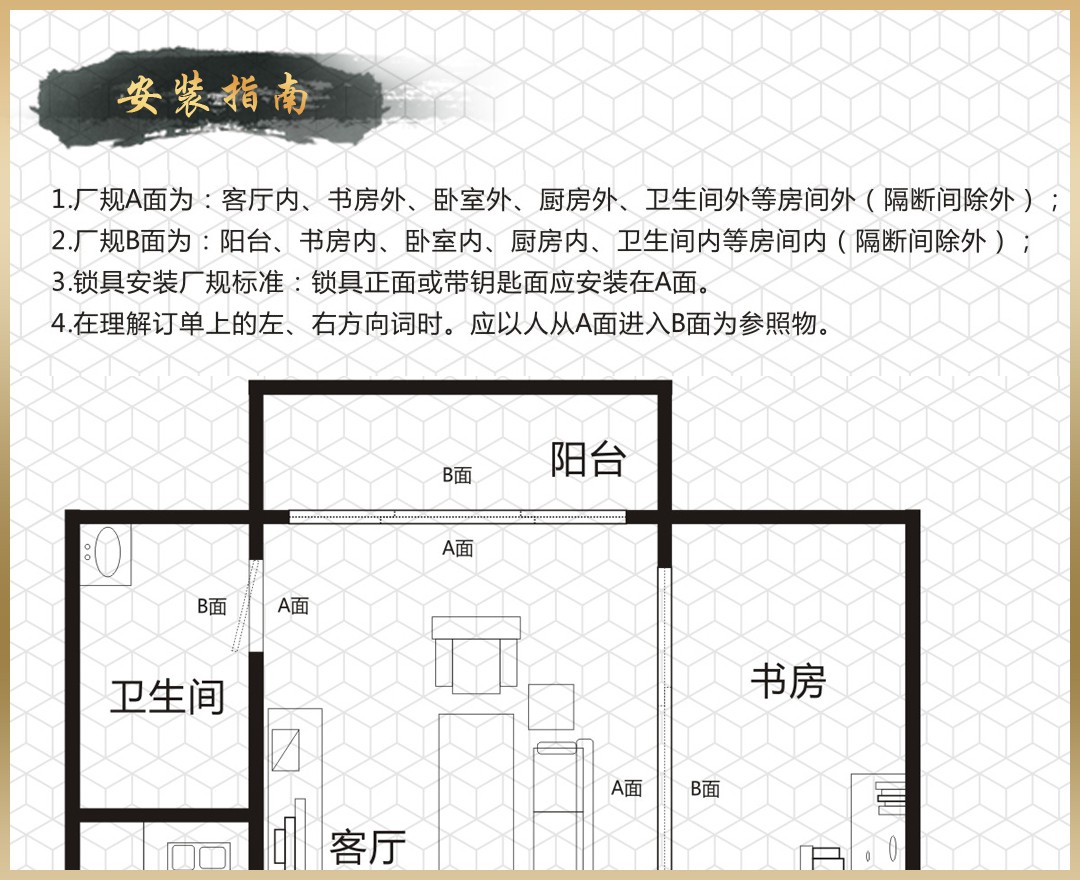 安装指南
1.厂规A面为：客厅内、书房外、卧室外、厨房外、卫生间外等房间外（隔断间除外）；
2.厂规B面为：阳台、书房内、卧室内、厨房内、卫生间内等房间内（隔断间除外）；
3.锁具安装厂规标准：锁具正面或带钥匙面应安装在A面。
4.在理解订单上的左、右方向词时。应以人从A面进入B面为参照物。
阳台
B面
A面
B面
A面
卫生间
书房
A面
B面
客厅